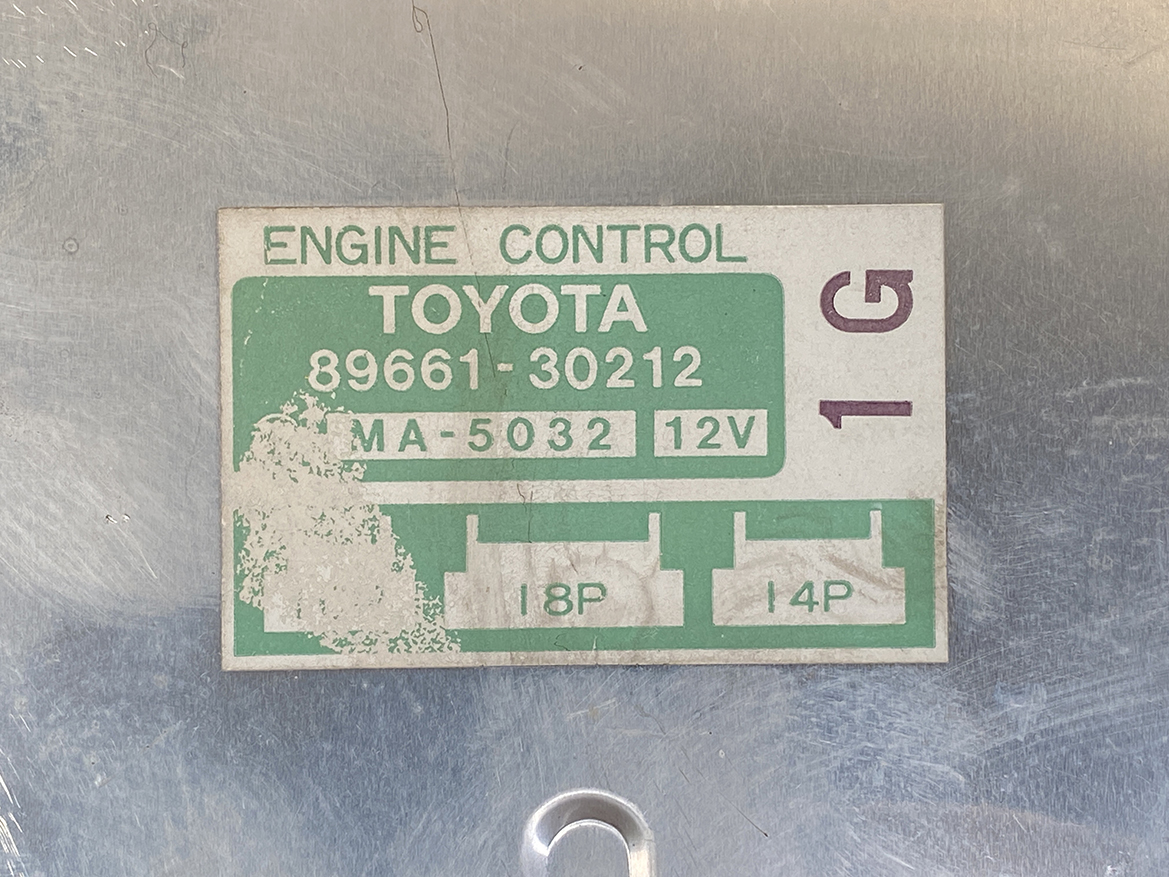 ENGINE CONTROL
TOYOTA
89661-30212
MA-5032 12V
1G
18P 14P